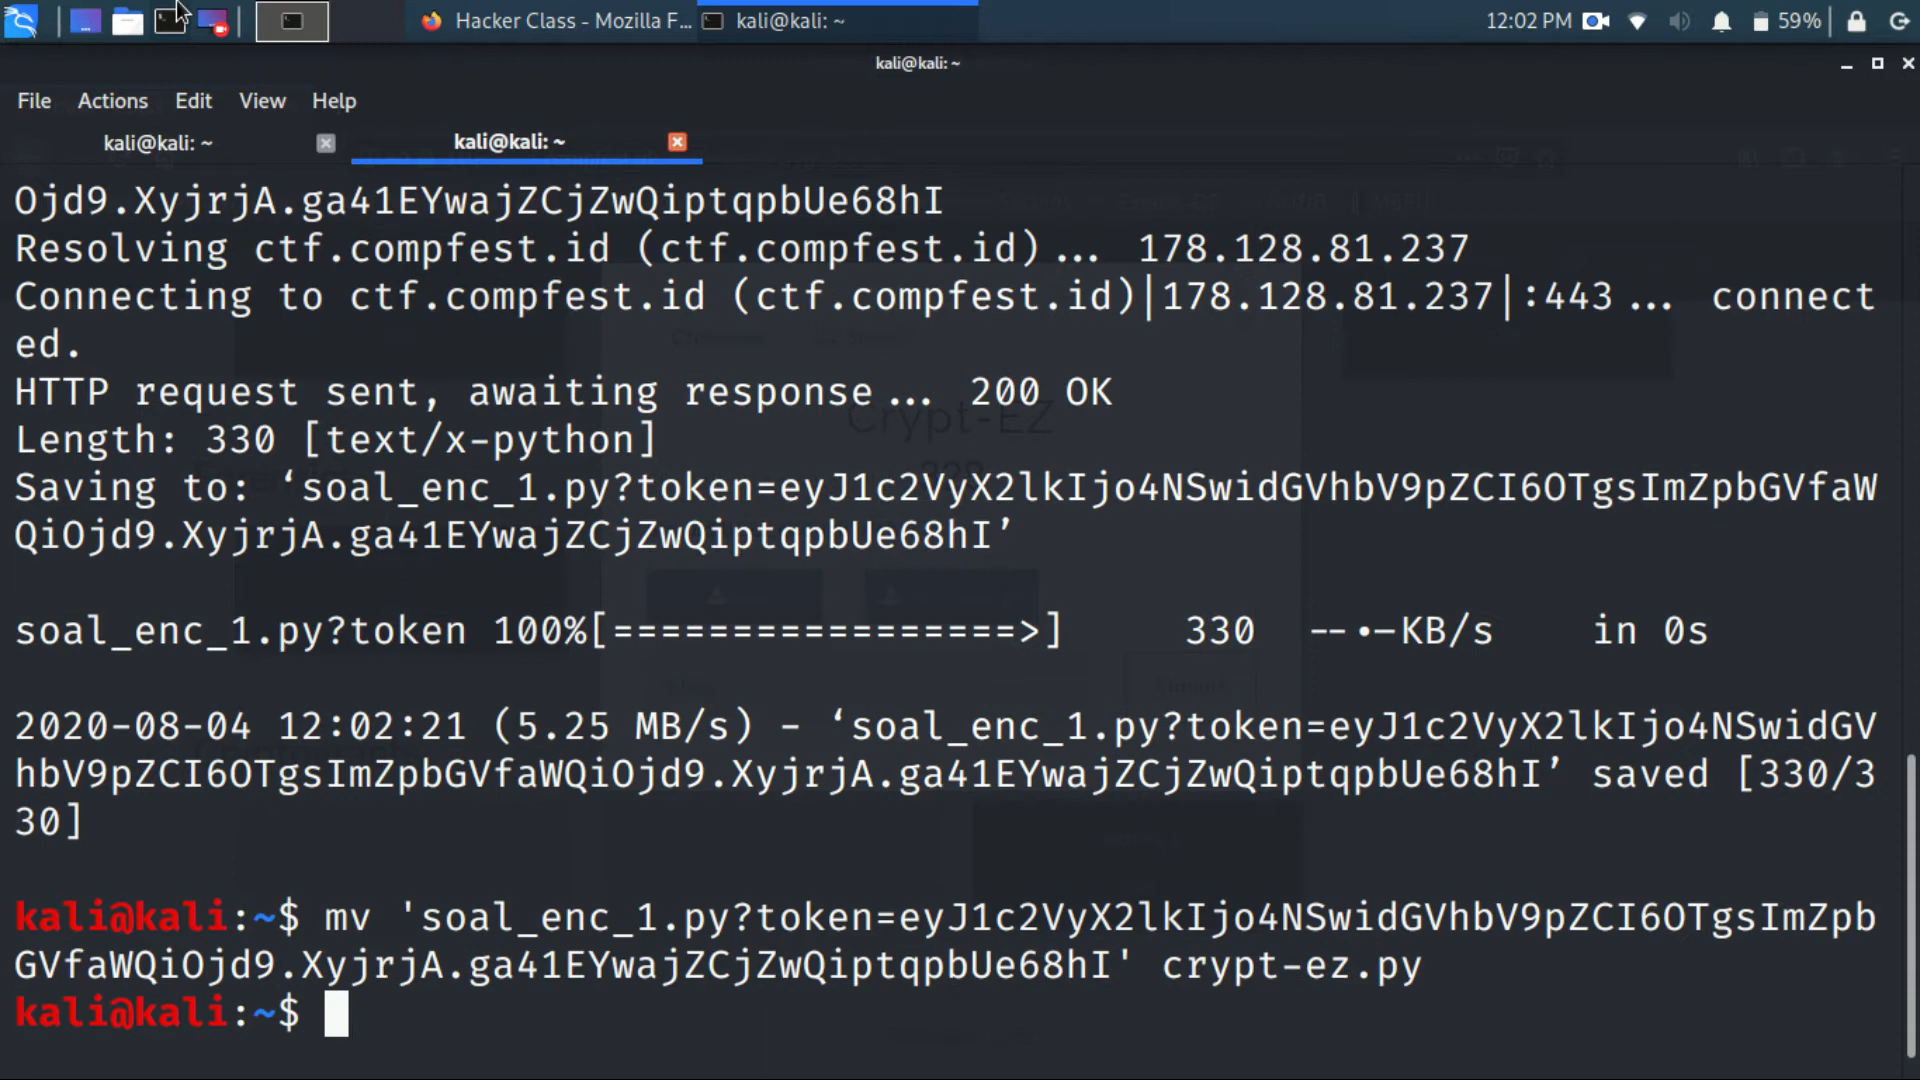 Hacker Class - Mozilla F...
kali@kali: ~
12:02 PM
59%
kali@kali: ~
File Actions Edit View Help
kali@kali: ~
kali@kali: ~
Ojd9.XyjrjA.ga41EYwajZCjZwQiptqpbUe68hI
Resolving ctf.compfest.id (ctf.compfest.id)... 178.128.81.237
Connecting to ctf.compfest.id (ctf.compfest.id)|178.128.81.237|:443... connect
ed.
HTTP request sent, awaiting response... 200 OK
Length: 330 [text/x-python]
Saving to: ‘soal_enc_1.py?token=eyJ1c2VyX2lkIjo4NSwidGVhbV9pZCI6OTgsImZpbGVfaW
QiOjd9.XyjrjA.ga41EYwajZCjZwQiptqpbUe68hI’
soal_enc_1.py?token 100%[=================>] 330 --.-KB/s in 0s
2020-08-04 12:02:21 (5.25 MB/s) - ‘soal_enc_1.py?token=eyJ1c2VyX2lkIjo4NSwidGV
hbV9pZCI6OTgsImZpbGVfaWQiOjd9.XyjrjA.ga41EYwajZCjZwQiptqpbUe68hI’ saved [330/3
30]
kali@kali:~$ mv 'soal_enc_1.py?token=eyJ1c2VyX2lkIjo4NSwidGVhbV9pZCI6OTgsImZpb
GVfaWQiOjd9.XyjrjA.ga41EYwajZCjZwQiptqpbUe68hI' crypt-ez.py
kali@kali:~$
Crypt-EZ